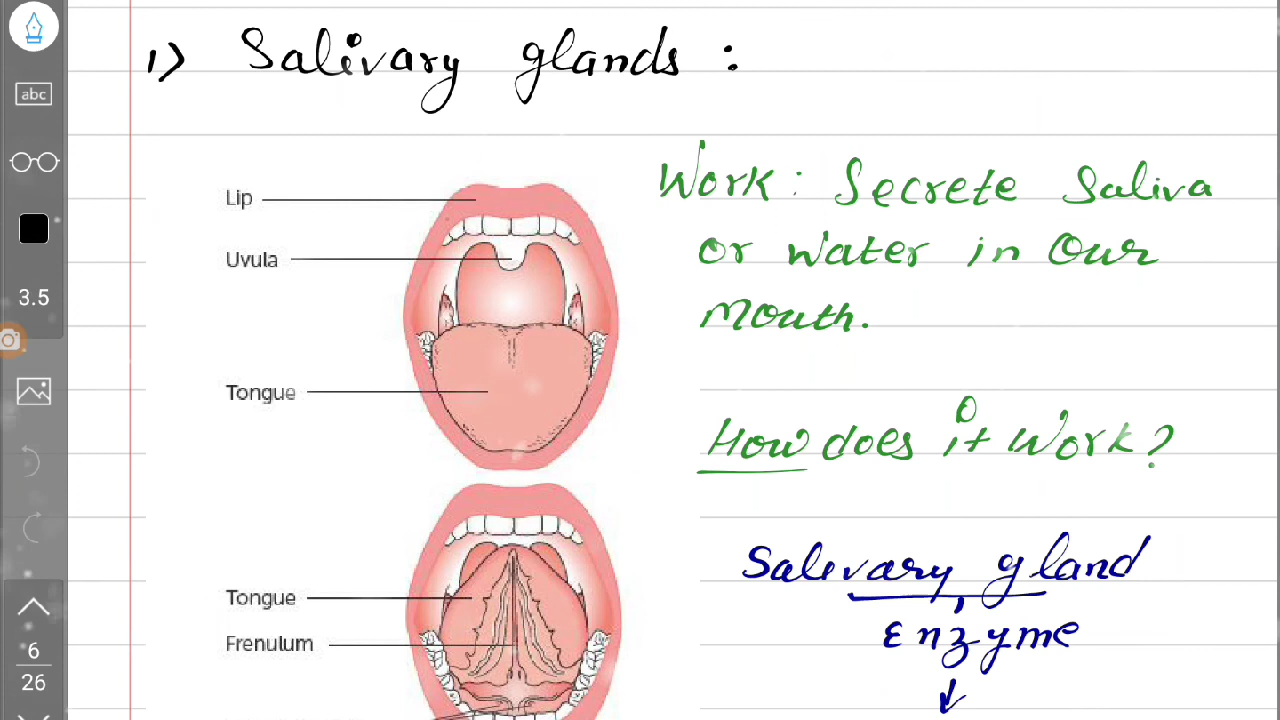 1) Salivary glands :
abc
3.5
6
26
Lip
Uvula
Tongue
Tongue
Frenulum
Work : Secrete Saliva
or water in Our
Mouth.
How does it Work?
Salivary gland
Enzyme